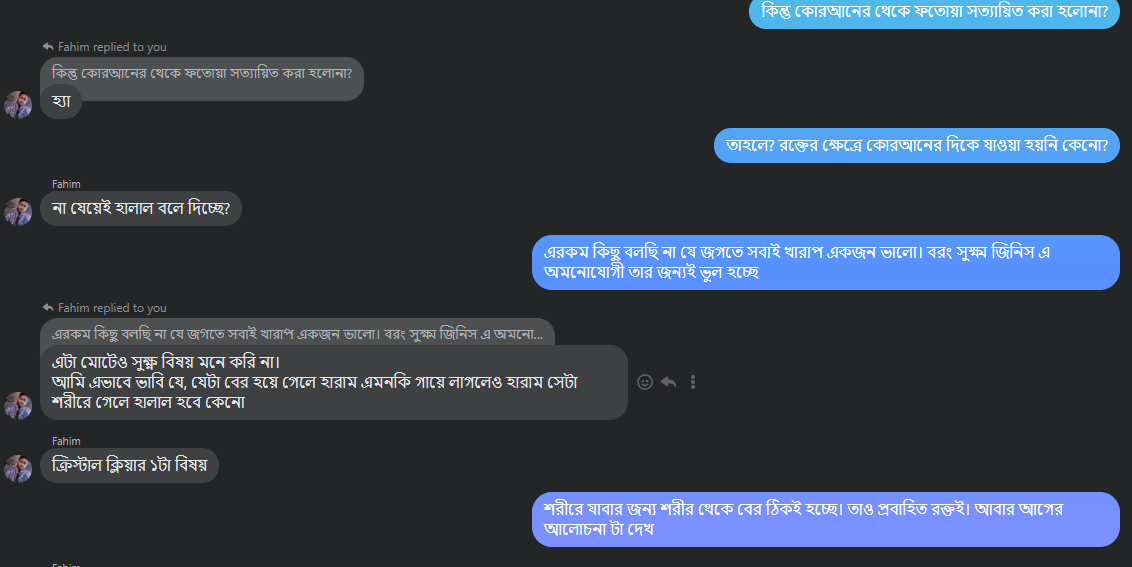 কিন্তু কোরআনের থেকে ফতোয়া সত্যায়িত করা হলোনা?
Fahim replied to you
কিন্তু কোরআনের থেকে ফতোয়া সত্যায়িত করা হলোনা?
হ্যা
তাহলে? রক্তের ক্ষেত্রে কোরআনের দিকে যাওয়া হয়নি কেনো?
Fahim
না যেয়েই হালাল বলে দিচ্ছে?
এরকম কিছু বলছি না যে জগতে সবাই খারাপ একজন ভালো। বরং সুক্ষ্ম জিনিস এ
অমনোযোগী তার জন্যই ভুল হচ্ছে
Fahim replied to you
এরকম কিছু বলছি না যে জগতে সবাই খারাপ একজন ভালো। বরং সুক্ষ্ম জিনিস এ অমনো...
এটা মোটেও সুক্ষ্ণ বিষয় মনে করি না।
আমি এভাবে ভাবি যে, যেটা বের হয়ে গেলে হারাম এমনকি গায়ে লাগলেও হারাম সেটা
শরীরে গেলে হালাল হবে কেনো
Fahim
ক্রিস্টাল ক্লিয়ার ১টা বিষয়
শরীরে যাবার জন্য শরীর থেকে বের ঠিকই হচ্ছে। তাও প্রবাহিত রক্তই। আবার আগের
আলোচনা টা দেখ
Fahim